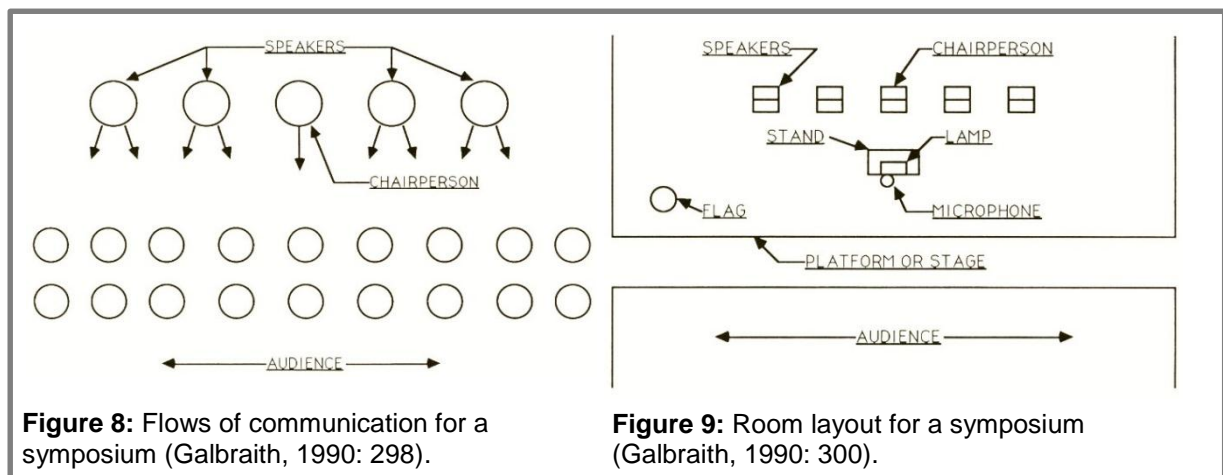 SPEAKERS
CHAIRPERSON
AUDIENCE
Figure 8: Flows of communication for a
symposium (Galbraith, 1990: 298).
SPEAKERS
CHAIRPERSON
STAND
LAMP
FLAG
MICROPHONE
PLATFORM OR STAGE
AUDIENCE
Figure 9: Room layout for a symposium
(Galbraith, 1990: 300).